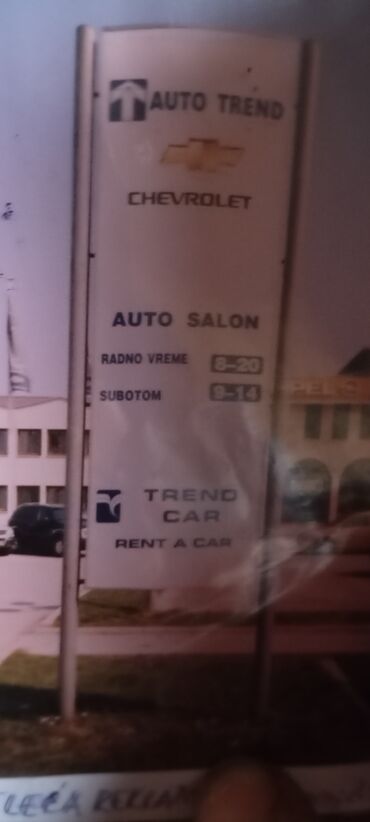 AUTO TREND
CHEVROLET
AUTO SALON
RADNO VREME 8-20
SUBOTOM 9-14
TREND
CAR
RENT A CAR